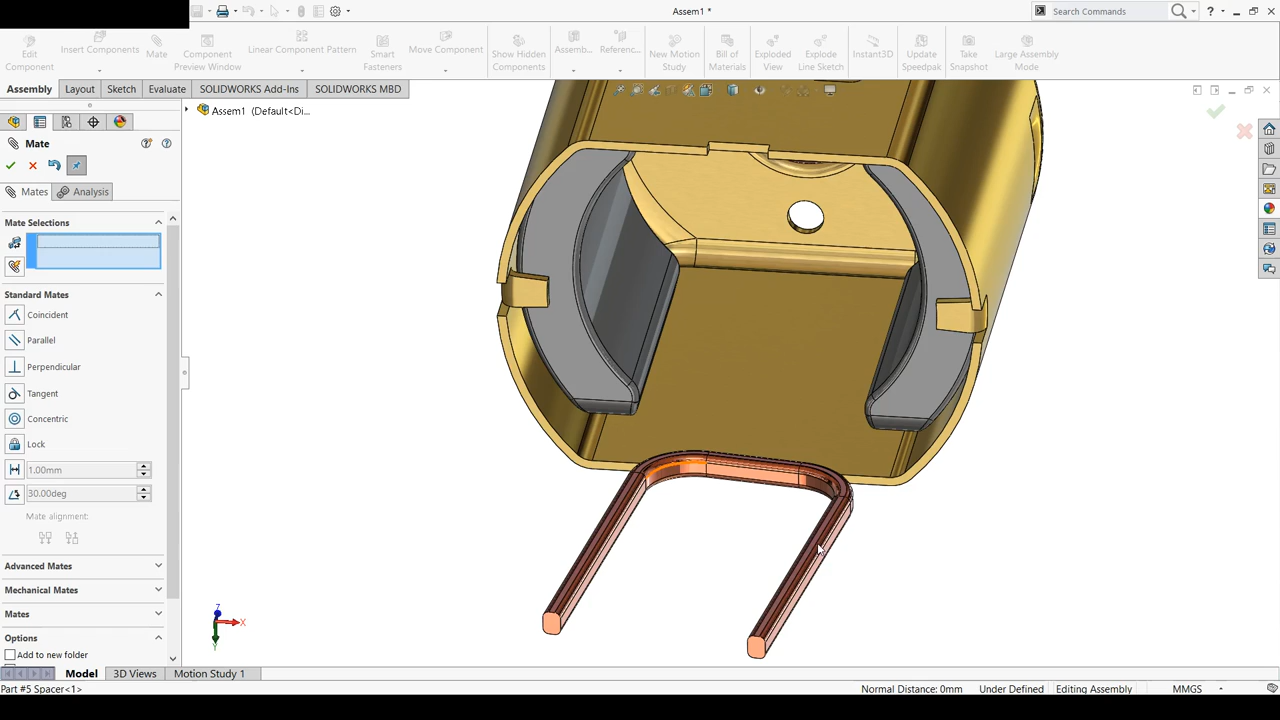 Assem1 *
Search Commands
Edit Component
Insert Components
Mate
Component Preview Window
Linear Component Pattern
Smart Fasteners
Move Component
Show Hidden Components
Assemb...
Referenc...
New Motion Study
Bill of Materials
Exploded View
Explode Line Sketch
Instant3D
Update Speedpak
Take Snapshot
Large Assembly Mode
Assembly
Layout
Sketch
Evaluate
SOLIDWORKS Add-Ins
SOLIDWORKS MBD
Assem1 (Default<Di...
Mate
Mates
Analysis
Mate Selections
Standard Mates
Coincident
Parallel
Perpendicular
Tangent
Concentric
Lock
1.00mm
30.00deg
Mate alignment:
Advanced Mates
Mechanical Mates
Mates
Options
Add to new folder
Z
X
Y
Model
3D Views
Motion Study 1
Part #5 Spacer<1>
Normal Distance: 0mm
Under Defined
Editing Assembly
MMGS